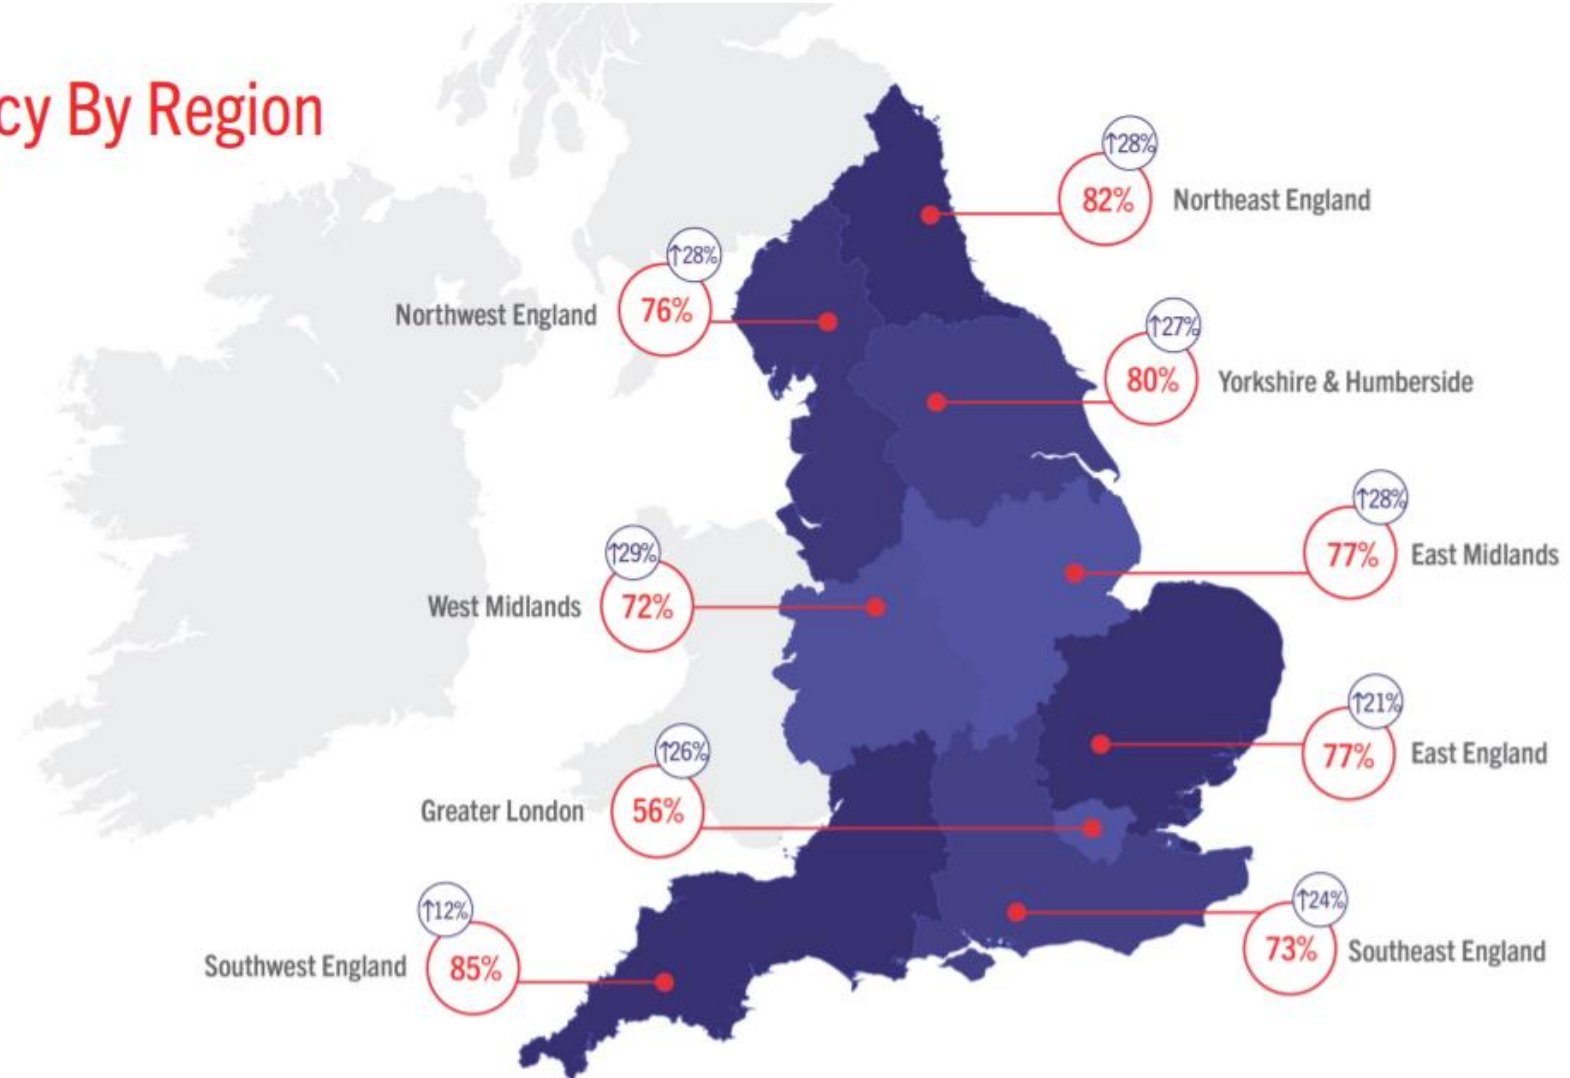 cy By Region
↑28%
82%
Northeast England
↑28%
Northwest England
76%
↑27%
80%
Yorkshire & Humberside
↑28%
77%
East Midlands
↑29%
West Midlands
72%
↑21%
77%
East England
↑26%
Greater London
56%
↑24%
73%
Southeast England
↑12%
Southwest England
85%